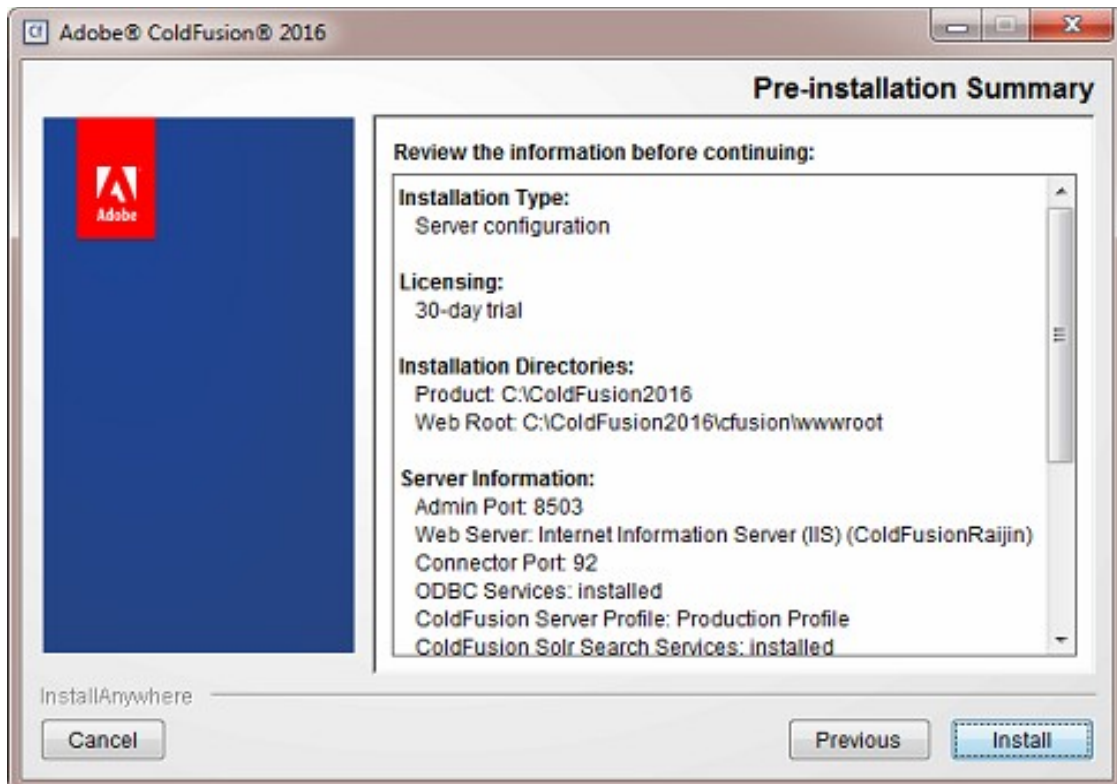 Adobe® ColdFusion® 2016
Pre-installation Summary
Adobe
Review the information before continuing:
Installation Type:
Server configuration
Licensing:
30-day trial
Installation Directories:
Product: C:\ColdFusion2016
Web Root: C:\ColdFusion2016\cfusion\wwwroot
Server Information:
Admin Port: 8503
Web Server: Internet Information Server (IIS) (ColdFusionRaijin)
Connector Port: 92
ODBC Services: installed
ColdFusion Server Profile: Production Profile
ColdFusion Solr Search Services: installed
InstallAnywhere
Cancel
Previous
Install